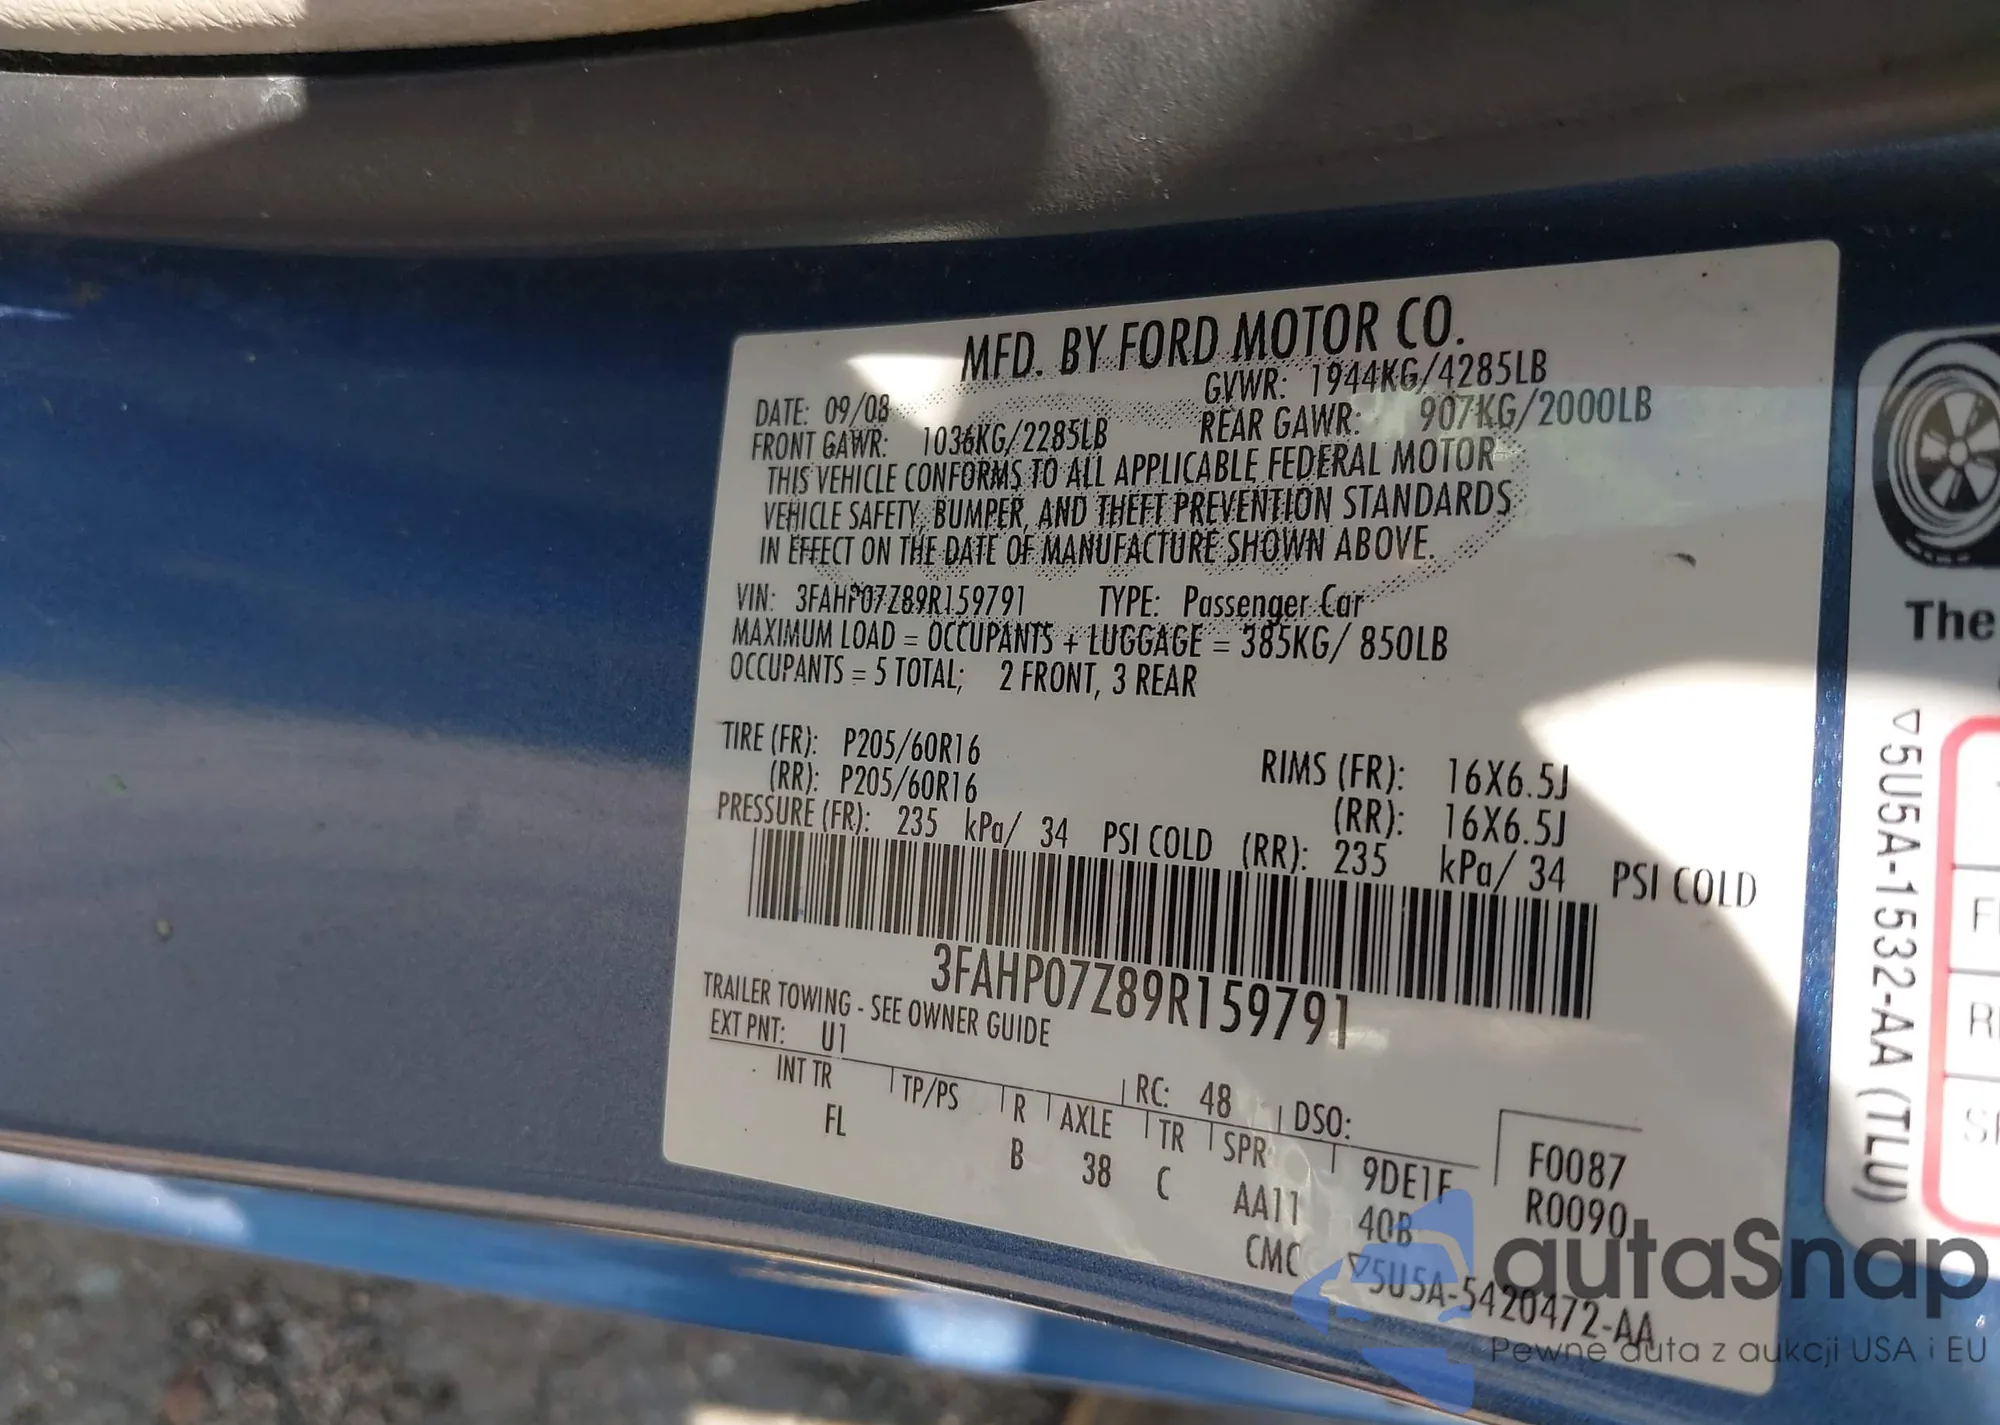 MFD. BY FORD MOTOR CO.
DATE: 09/08 GVWR: 1944KG/4285LB
FRONT GAWR: 1036KG/2285LB REAR GAWR: 907KG/2000LB
THIS VEHICLE CONFORMS TO ALL APPLICABLE FEDERAL MOTOR
VEHICLE SAFETY, BUMPER, AND THEFT PREVENTION STANDARDS
IN EFFECT ON THE DATE OF MANUFACTURE SHOWN ABOVE.
VIN: 3FAHP07Z89R159791 TYPE: Passenger Car
MAXIMUM LOAD = OCCUPANTS + LUGGAGE = 385KG/ 850LB
OCCUPANTS = 5 TOTAL; 2 FRONT, 3 REAR
TIRE (FR): P205/60R16 RIMS (FR): 16X6.5J
(RR): P205/60R16 (RR): 16X6.5J
PRESSURE (FR): 235 kPa/ 34 PSI COLD (RR): 235 kPa/ 34 PSI COLD
3FAHP07Z89R159791
TRAILER TOWING - SEE OWNER GUIDE
EXT PNT: U1 RC: 48 DSO:
INT TR TP/PS R AXLE TR SPR 9DE1F F0087
FL B 38 C AA11 40B R0090
CMC ▽5U5A-5420472-AA
The
▽5U5A-1532-AA (TLU)
autaSnap
Pewne auta z aukcji USA i EU